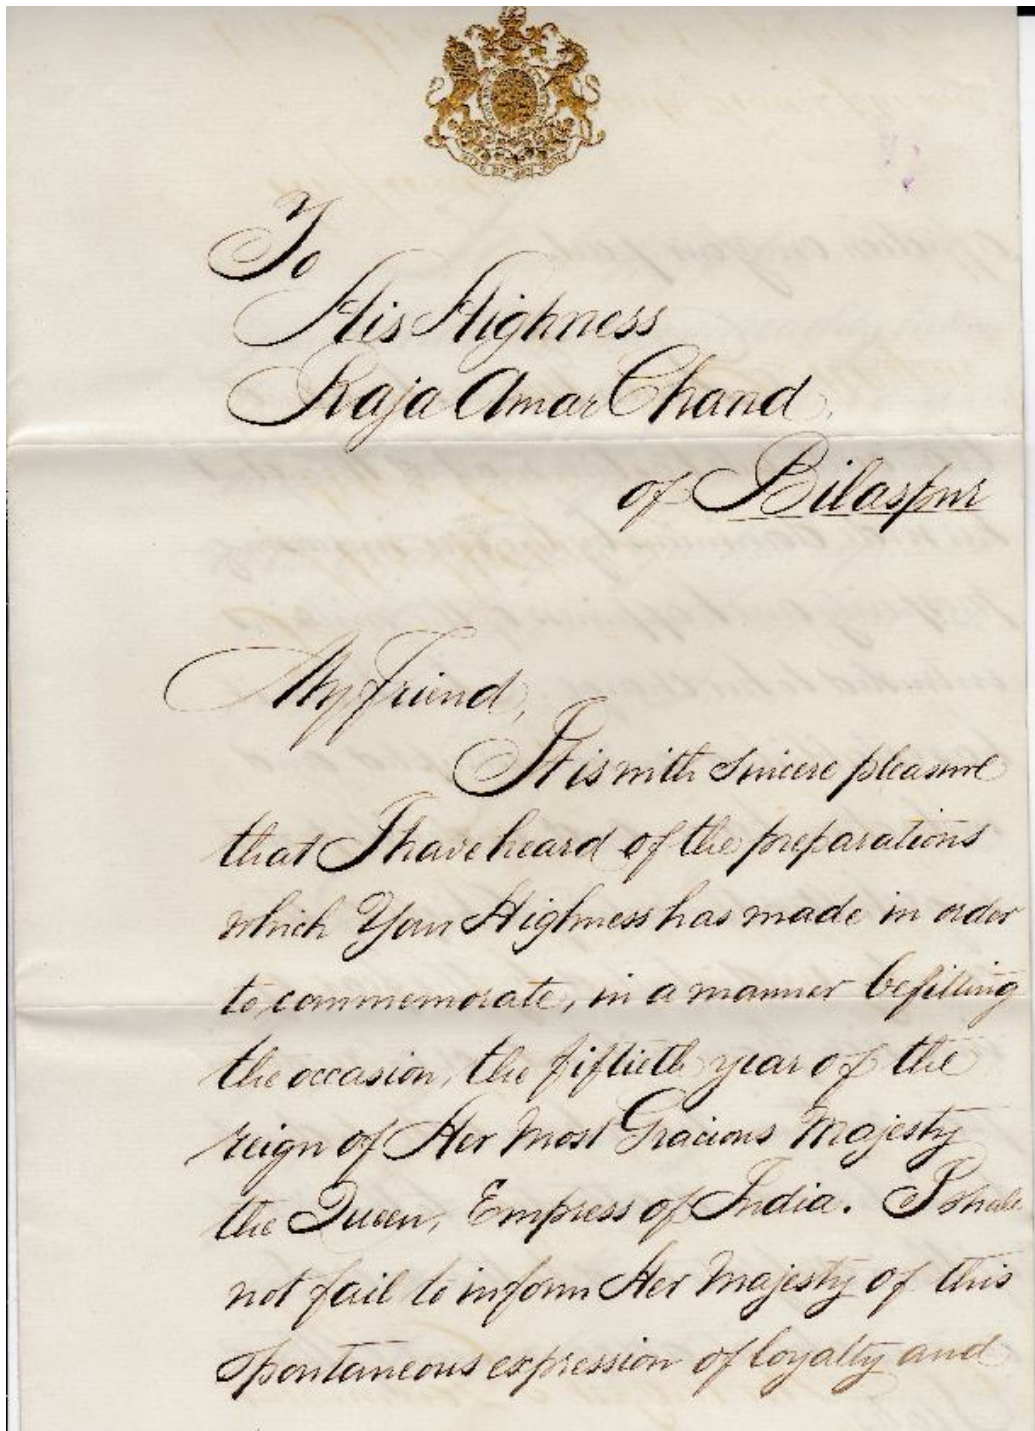 To
His Highness
Raja Amar Chand,
of Bilaspur
My friend,
It is with sincere pleasure
that I have heard of the preparations
which Your Highness has made in order
to commemorate, in a manner befitting
the occasion, the fiftieth year of the
reign of Her Most Gracious Majesty
the Queen, Empress of India. I shall
not fail to inform Her Majesty of this
spontaneous expression of loyalty and